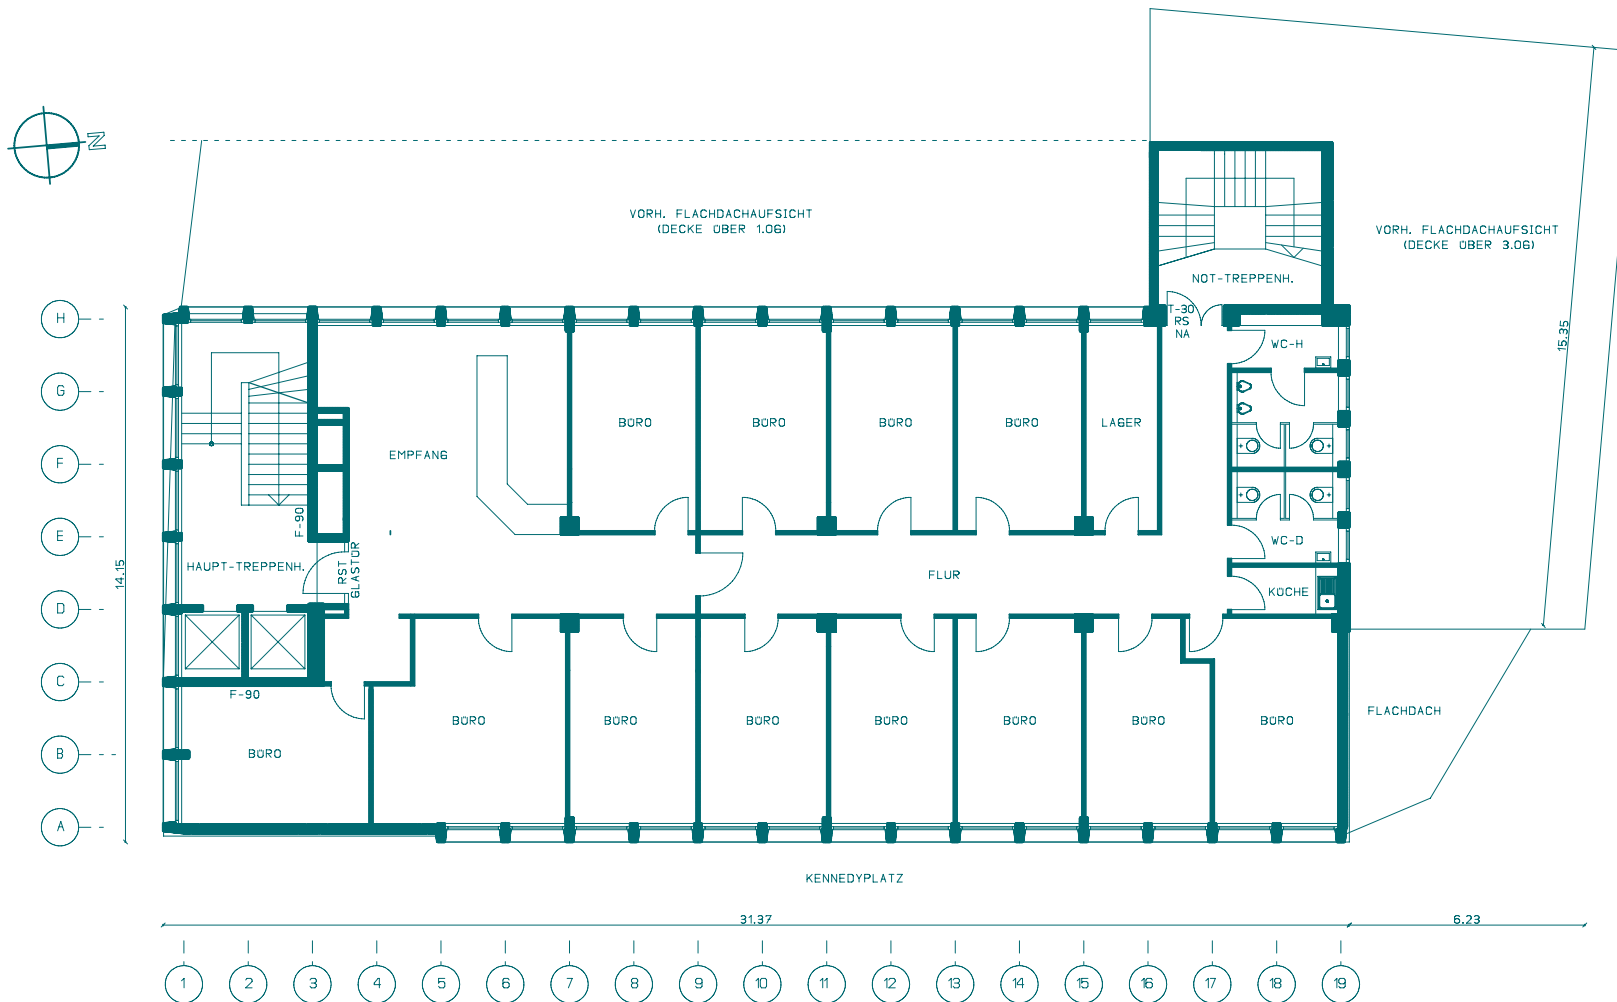 N
VORH. FLACHDACHAUFSICHT
(DECKE ÜBER 1.OG)
VORH. FLACHDACHAUFSICHT
(DECKE ÜBER 3.OG)
NOT-TREPPENH.
T-30
RS
NA
15.35
H
G
F
E
D
C
B
A
14.15
WC-H
BÜRO
BÜRO
BÜRO
BÜRO
LAGER
EMPFANG
F-90
RST
GLASTÜR
HAUPT-TREPPENH.
WC-D
FLUR
KÜCHE
F-90
BÜRO
BÜRO
BÜRO
BÜRO
BÜRO
BÜRO
BÜRO
BÜRO
FLACHDACH
KENNEDYPLATZ
31.37
6.23
1
2
3
4
5
6
7
8
9
10
11
12
13
14
15
16
17
18
19